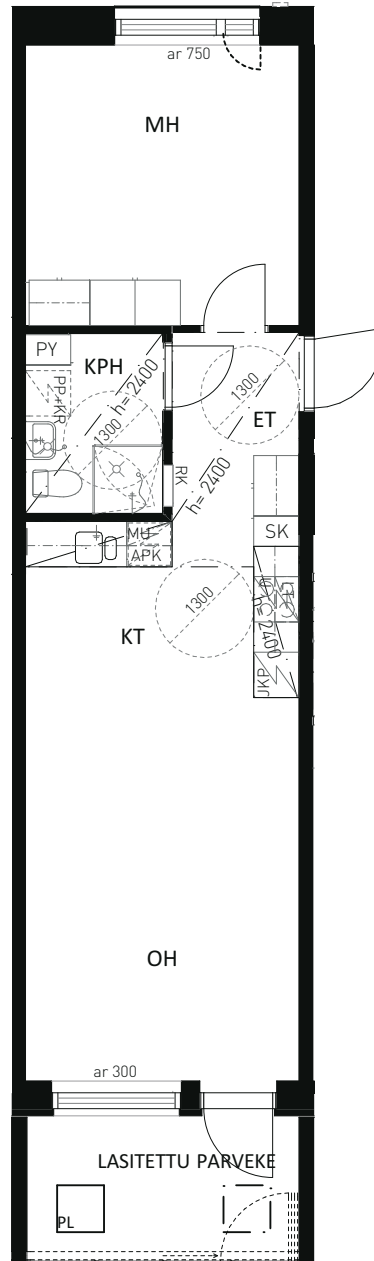 ar 750
MH
PY
KPH
PP+KR
h= 2400
1300
1300
ET
RK
h= 2400
SK
MU
APK
1300
KT
h= 2400
JKP
OH
ar 300
LASITETTU PARVEKE
PL